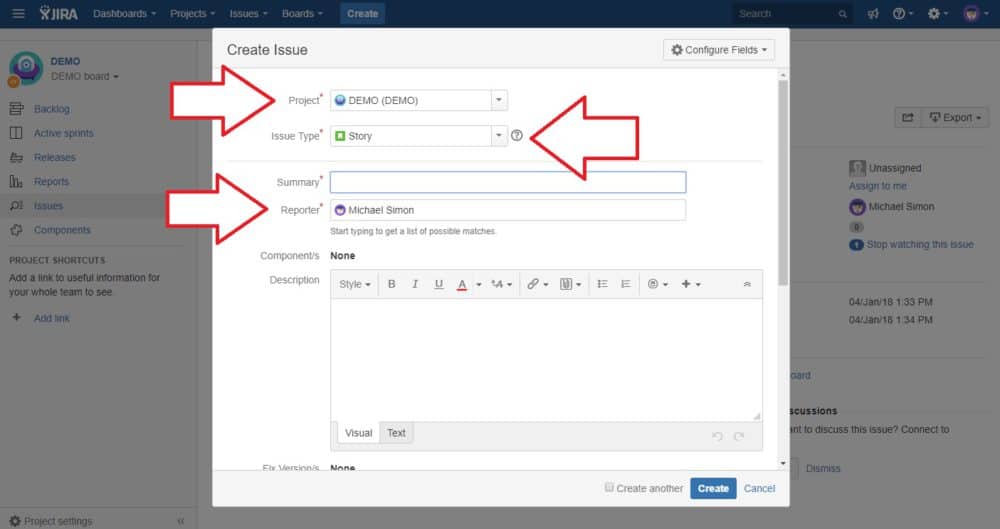 JIRA Dashboards Projects Issues Boards Create Search
DEMO
DEMO board
Backlog
Active sprints
Releases
Reports
Issues
Components
PROJECT SHORTCUTS
Add a link to useful information for
your whole team to see.
+ Add link
Project settings «
Create Issue Configure Fields
Project* DEMO (DEMO)
Issue Type* Story ?
Summary*
Reporter* Michael Simon
Start typing to get a list of possible matches.
Component/s None
Description Style B I U A
Visual Text
Fix Version/s None
Create another Create Cancel
Export
Unassigned
Assign to me
Michael Simon
0
1 Stop watching this issue
04/Jan/18 1:33 PM
04/Jan/18 1:34 PM
oard
scussions
ant to discuss this issue? Connect to
Dismiss